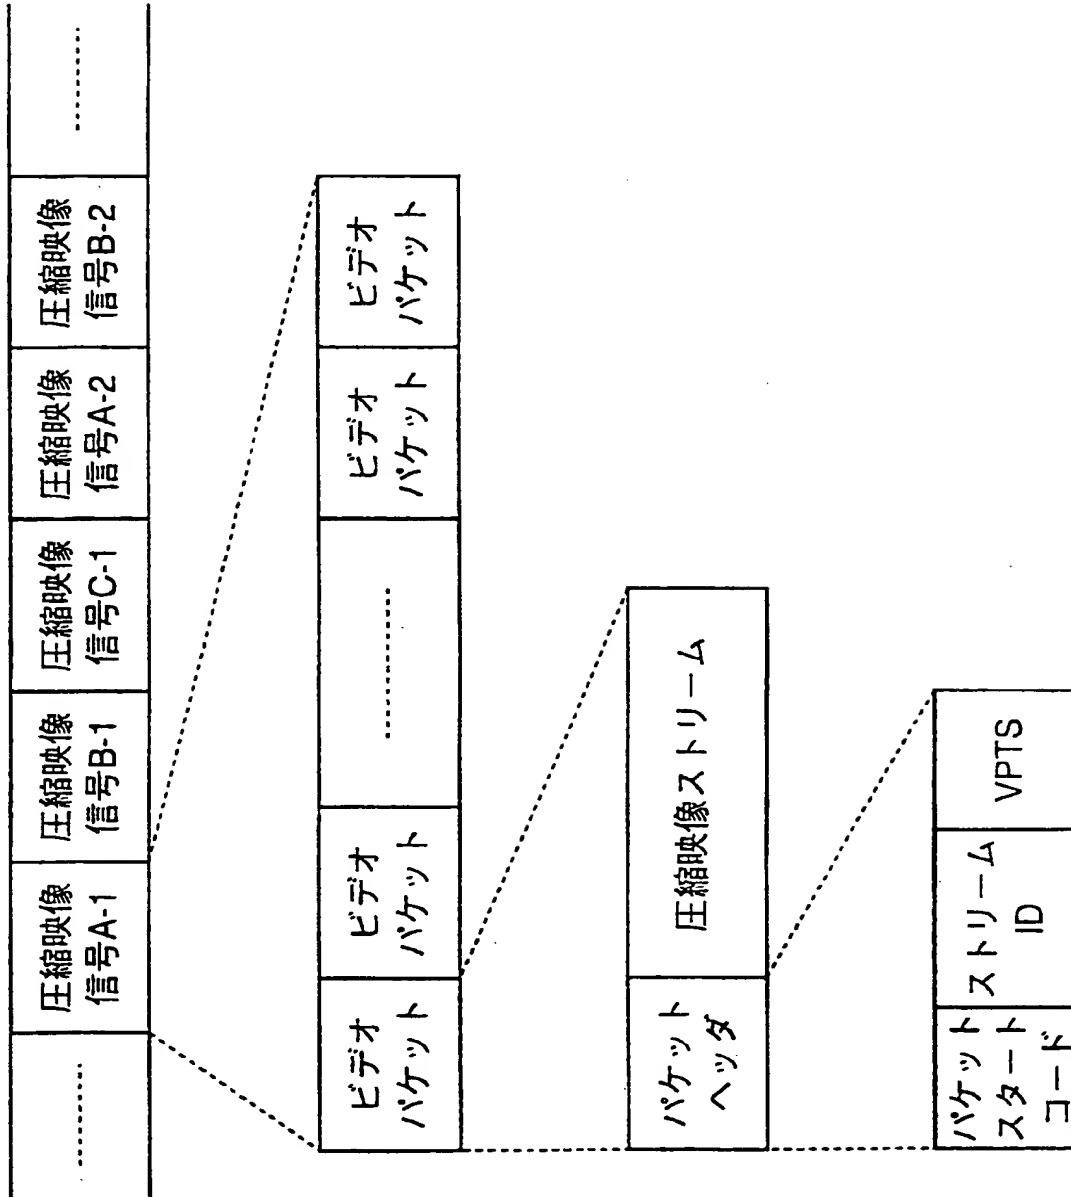 圧縮映像
信号A-1
圧縮映像
信号B-1
圧縮映像
信号C-1
圧縮映像
信号A-2
圧縮映像
信号B-2
ビデオ
パケット
ビデオ
パケット
ビデオ
パケット
ビデオ
パケット
パケット
ヘッダ
圧縮映像ストリーム
パケット
スタート
コード
ストリーム
ID
VPTS